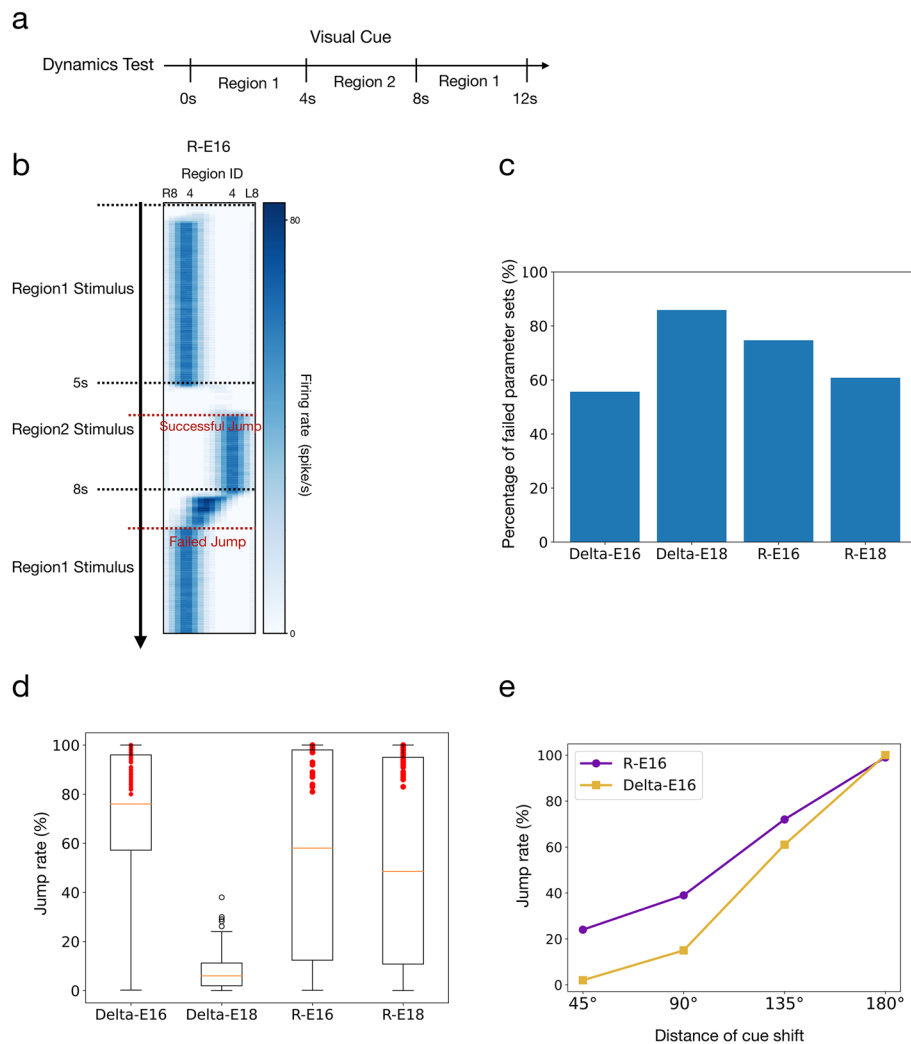 a
Visual Cue
Dynamics Test
Region 1
Region 2
Region 1
0s
4s
8s
12s
b
R-E16
Region ID
R8 4 4 L8
80
Region1 Stimulus
5s
Successful Jump
Region2 Stimulus
8s
Failed Jump
Region1 Stimulus
0
Firing rate (spike/s)
c
Percentage of failed parameter sets (%)
100
80
60
40
20
0
Delta-E16 Delta-E18 R-E16 R-E18
d
Jump rate (%)
100
80
60
40
20
0
Delta-E16 Delta-E18 R-E16 R-E18
e
Jump rate (%)
100
80
60
40
20
0
R-E16
Delta-E16
45° 90° 135° 180°
Distance of cue shift